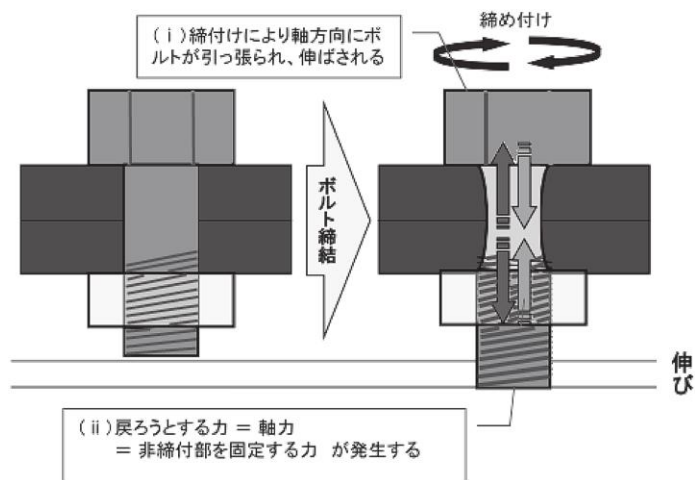 (ⅰ)締付けにより軸方向にボ
ルトが引っ張られ、伸ばされる
締め付け
ボルト締結
伸び
(ⅱ)戻ろうとする力 = 軸力
= 非締付部を固定する力 が発生する